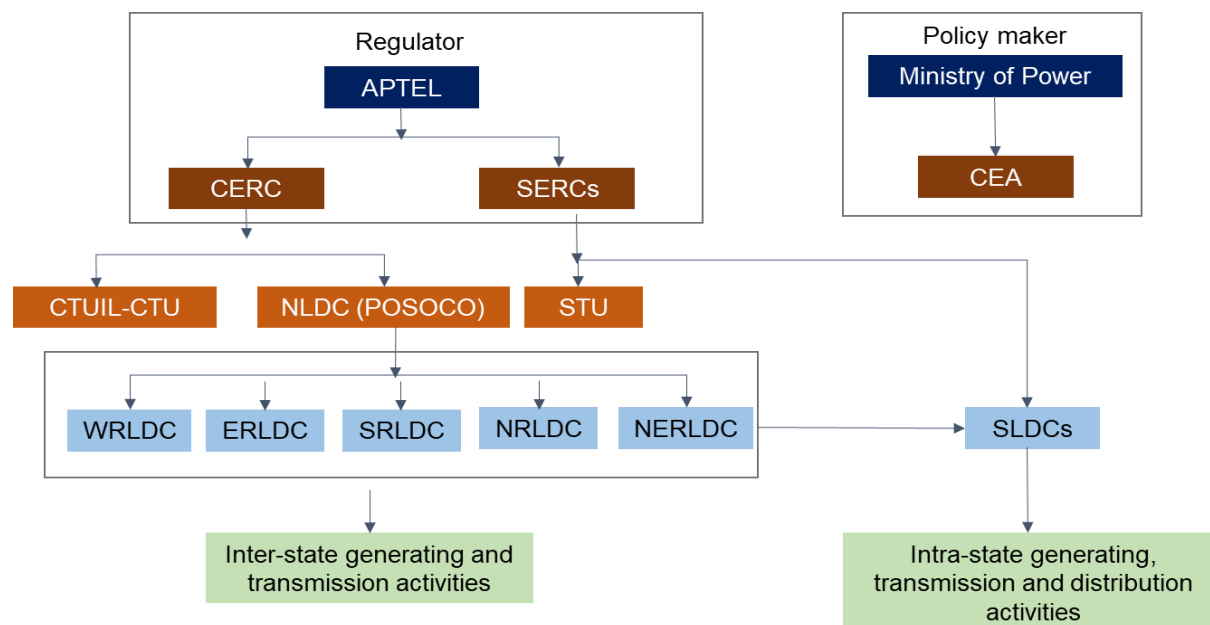 Regulator
APTEL
CERC
SERCs
Policy maker
Ministry of Power
CEA
CTUIL-CTU
NLDC (POSOCO)
STU
WRLDC
ERLDC
SRLDC
NRLDC
NERLDC
SLDCs
Inter-state generating and
transmission activities
Intra-state generating,
transmission and distribution
activities